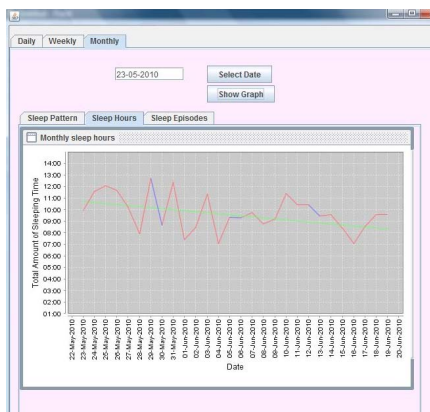 Daily Weekly Monthly
23-05-2010 Select Date
Show Graph
Sleep Pattern Sleep Hours Sleep Episodes
Monthly sleep hours
Total Amount of Sleeping Time
14:00
13:00
12:00
11:00
10:00
09:00
08:00
07:00
06:00
05:00
04:00
03:00
02:00
01:00
22-May-2010
23-May-2010
24-May-2010
25-May-2010
26-May-2010
27-May-2010
28-May-2010
29-May-2010
30-May-2010
31-May-2010
01-Jun-2010
02-Jun-2010
03-Jun-2010
04-Jun-2010
05-Jun-2010
06-Jun-2010
07-Jun-2010
08-Jun-2010
09-Jun-2010
10-Jun-2010
11-Jun-2010
12-Jun-2010
13-Jun-2010
14-Jun-2010
15-Jun-2010
16-Jun-2010
17-Jun-2010
18-Jun-2010
19-Jun-2010
20-Jun-2010
Date